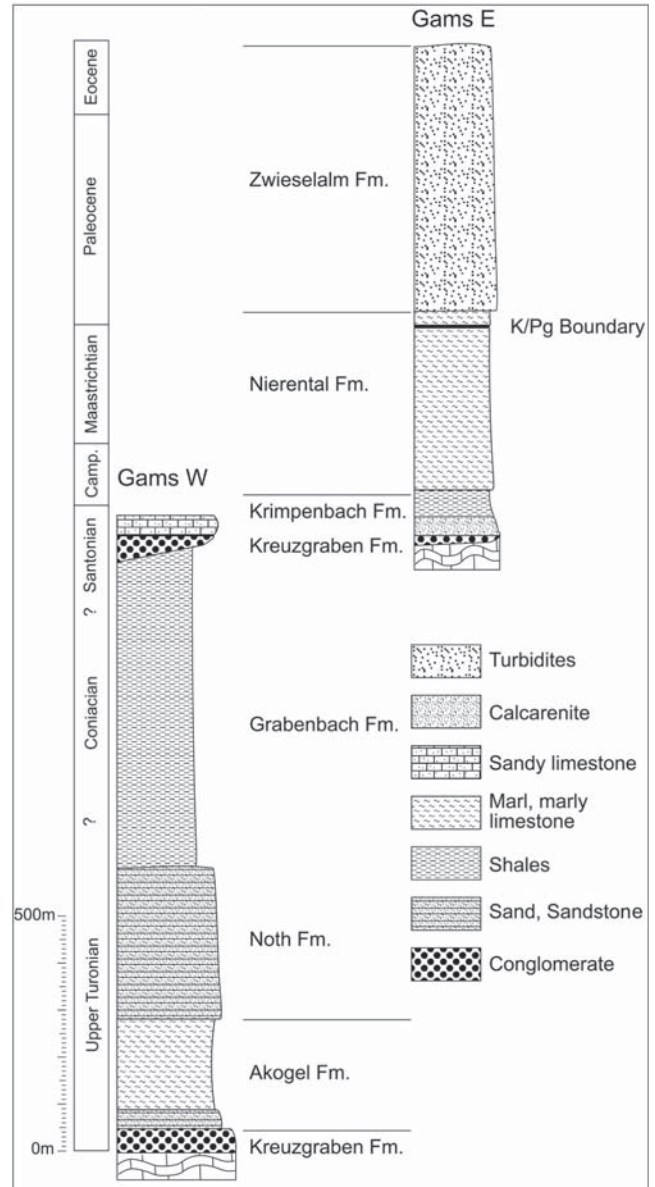 Gams E
Eocene
Paleocene
Maastrichtian
Camp.
Santonian
?
Coniacian
?
Upper Turonian
Gams W
500m
0m
Zwieselalm Fm.
K/Pg Boundary
Nierental Fm.
Krimpenbach Fm.
Kreuzgraben Fm.
Grabenbach Fm.
Noth Fm.
Akogel Fm.
Kreuzgraben Fm.
Turbidites
Calcarenite
Sandy limestone
Marl, marly
limestone
Shales
Sand, Sandstone
Conglomerate